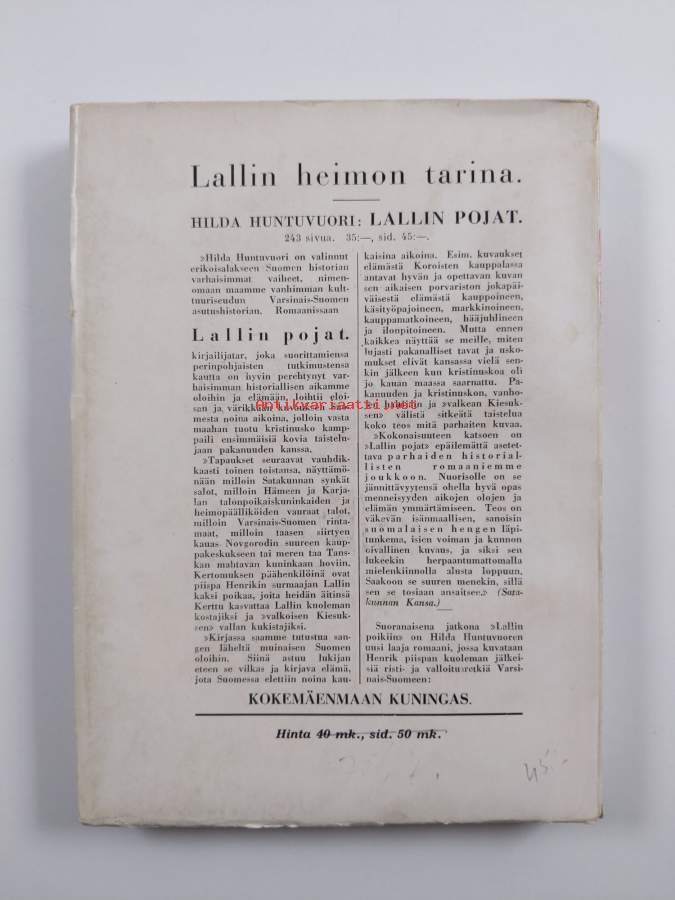 Lallin heimon tarina.
HILDA HUNTUVUORI: LALLIN POJAT.
243 sivua. 35:—, sid. 45:—.
»Hilda Huntuvuori on valinnut
erikoisalakseen Suomen historian
varhaisimmat vaiheet, nimen-
omaan maamme vanhimman kult-
tuuriseudun Varsinais-Suomen
asutushistorian. Romaanissaan
Lallin pojat.
kirjailijatar, joka suorittamiensa
perinpohjaisten tutkimustensa
kautta on hyvin perehtynyt var-
haisimman historiallisen aikamme
oloihin ja elämään, loihtii eloi-
san ja värikkään kuvauksen Suo-
mesta noina aikoina, jolloin vasta
maahan tuotu kristinusko kamp-
paili ensimmäisiä kovia taistelu-
jaan pakanuuden kanssa.
»Tapaukset seuraavat vauhdik-
kaasti toinen toistansa, näyttämö-
nään milloin Satakunnan synkät
salot, milloin Hämeen ja Karja-
lan talonpoikaiskuninkaiden ja
heimopäälliköiden vauraat talot,
milloin Varsinais-Suomen rinta-
maat, milloin taasen siirtyen
kauas Novgorodin suureen kaup-
pakeskukseen tai meren taa Tans-
kan mahtavan kuninkaan hoviin.
Kertomuksen päähenkilöinä ovat
piispa Henrikin surmaajan Lallin
kaksi poikaa, joita heidän äitinsä
Kerttu kasvattaa Lallin kuoleman
kostajiksi ja »valkoisen Kiesuk-
sen» vallan kukistajiksi.
»Kirjassa saamme tutustua san-
gen läheltä muinaisen Suomen
oloihin. Siinä astuu lukijan
eteen se vilkas ja kirjava elämä,
jota Suomessa elettiin noina kau-
kaisina aikoina. Esim. kuvaukset
elämästä Koroisten kauppalassa
antavat hyvän ja opettavan kuvan
sen aikaisen porvariston jokapäi-
väisestä elämästä kauppoineen,
käsityöpajoineen, markkinoineen,
kauppamatkoineen, hääjuhlineen
ja ilonpitoineen. Mutta ennen
kaikkea näyttää se meille, miten
lujasti pakanalliset tavat ja usko-
mukset elivät kansassa vielä sen-
kin jälkeen kun kristinuskoa oli
jo kauan maassa saarnattu. Pa-
kanuuden ja kristinuskon, vanho-
jen haltiain ja »valkean Kiesuk-
sen» välistä sitkeätä taistelua
koko teos mitä parhaiten kuvaa.
»Kokonaisuuteen katsoen on
»Lallin pojat» epäilemättä asetet-
tava parhaiden historial-
listen romaaniemme
joukkoon. Nuorisolle on se
jännittävyytensä ohella hyvä opas
menneisyyden aikojen olojen ja
elämän ymmärtämiseen. Teos on
väkevän isänmaallisen, sanoisin
suomalaisen hengen läpi-
tunkema, isien voiman ja kunnon
oivallinen kuvaus, ja siksi sen
lukeekin herpaantumattomalla
mielenkiinnolla alusta loppuun.
Saakoon se suuren menekin, sillä
sen se tosiaan ansaitsee.» (Sata-
kunnan Kansa.)
Suoranaisena jatkona »Lallin
poikiin» on Hilda Huntuvuoren
uusi laaja romaani, jossa kuvataan
Henrik piispan kuoleman jälkei-
siä risti- ja valloitusretkiä Varsi-
nais-Suomeen:
KOKEMÄENMAAN KUNINGAS.
Hinta 40 mk., sid. 50 mk.
45:-
Antikvariaatti.net